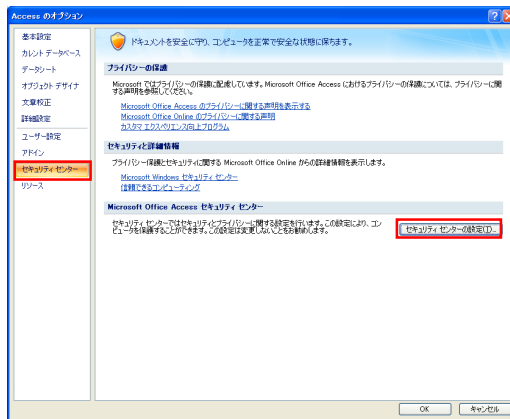 Access のオプション
基本設定
カレント データベース
データシート
オブジェクト デザイナ
文章校正
詳細設定
ユーザー設定
アドイン
セキュリティ センター
リソース
ドキュメントを安全に守り、コンピュータを正常で安全な状態に保ちます。
プライバシーの保護
Microsoft ではプライバシーの保護に配慮しています。Microsoft Office Access におけるプライバシーの保護については、プライバシーに関
する声明を参照してください。
Microsoft Office Access のプライバシーに関する声明を表示する
Microsoft Office Online のプライバシーに関する声明
カスタマ エクスペリエンス向上プログラム
セキュリティと詳細情報
プライバシー保護とセキュリティに関する Microsoft Office Online からの詳細情報を表示します。
Microsoft Windows セキュリティ センター
信頼できるコンピューティング
Microsoft Office Access セキュリティ センター
セキュリティ センターではセキュリティとプライバシーに関する設定を行います。この設定により、コン
ピュータを保護することができます。この設定は変更しないことをお勧めします。
セキュリティ センターの設定(T)...
OK
キャンセル